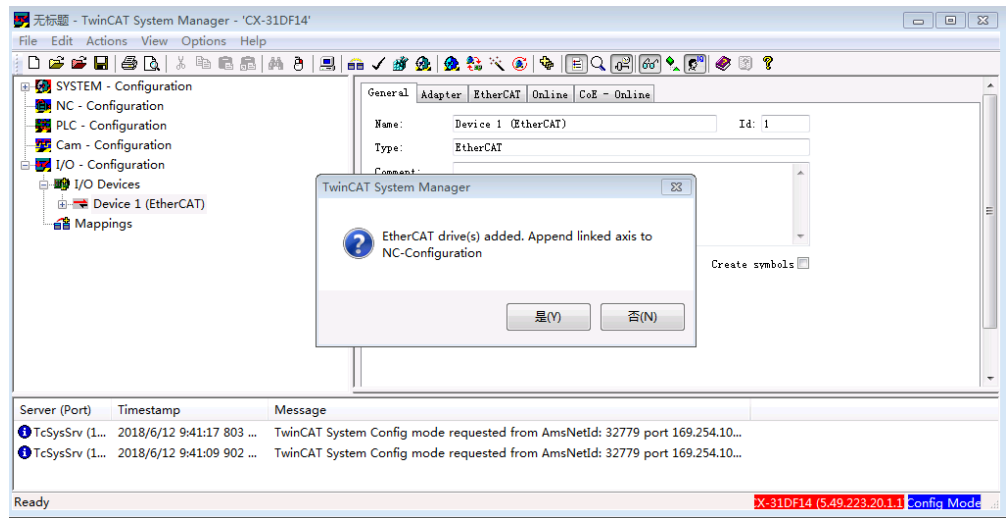 无标题 - TwinCAT System Manager - 'CX-31DF14'
File Edit Actions View Options Help
SYSTEM - Configuration
NC - Configuration
PLC - Configuration
Cam - Configuration
I/O - Configuration
I/O Devices
Device 1 (EtherCAT)
Mappings
General Adapter EtherCAT Online CoE - Online
Name: Device 1 (EtherCAT) Id: 1
Type: EtherCAT
Comment:
TwinCAT System Manager
EtherCAT drive(s) added. Append linked axis to
NC-Configuration
是(Y) 否(N)
Create symbols
Server (Port) Timestamp Message
TcSysSrv (1... 2018/6/12 9:41:17 803 ... TwinCAT System Config mode requested from AmsNetId: 32779 port 169.254.10...
TcSysSrv (1... 2018/6/12 9:41:09 902 ... TwinCAT System Config mode requested from AmsNetId: 32779 port 169.254.10...
Ready CX-31DF14 (5.49.223.20.1.1 Config Mode